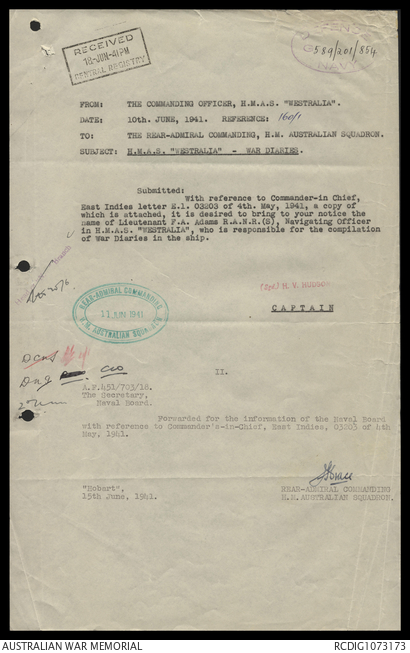 RECEIVED
18-JUN-41PM
CENTRAL REGISTRY
589/201/854
NAVY
FROM: THE COMMANDING OFFICER, H.M.A.S. "WESTRALIA".
DATE: 10th. JUNE, 1941. REFERENCE: 160/1
TO: THE REAR-ADMIRAL COMMANDING, H.M. AUSTRALIAN SQUADRON.
SUBJECT: H.M.A.S. "WESTRALIA" - WAR DIARIES.
Submitted:
With reference to Commander-in Chief,
East Indies letter E.I. 03203 of 4th. May, 1941, a copy of
which is attached, it is desired to bring to your notice the
name of Lieutenant F.A. Adams R.A.N.R.(S), Navigating Officer
in H.M.A.S. "WESTRALIA", who is responsible for the compilation
of War Diaries in the ship.
(Sgd) H. V. HUDSON
CAPTAIN
REAR-ADMIRAL COMMANDING
11 JUN 1941
H.M. AUSTRALIAN SQUADRON
II.
A.F.451/703/18.
The Secretary,
Naval Board.
Forwarded for the information of the Naval Board
with reference to Commander's-in-Chief, East Indies, 03203 of 4th
May, 1941.
"Hobart",
15th June, 1941.
REAR-ADMIRAL COMMANDING
H.M.AUSTRALIAN SQUADRON.
AUSTRALIAN WAR MEMORIAL
RCDIG1073173